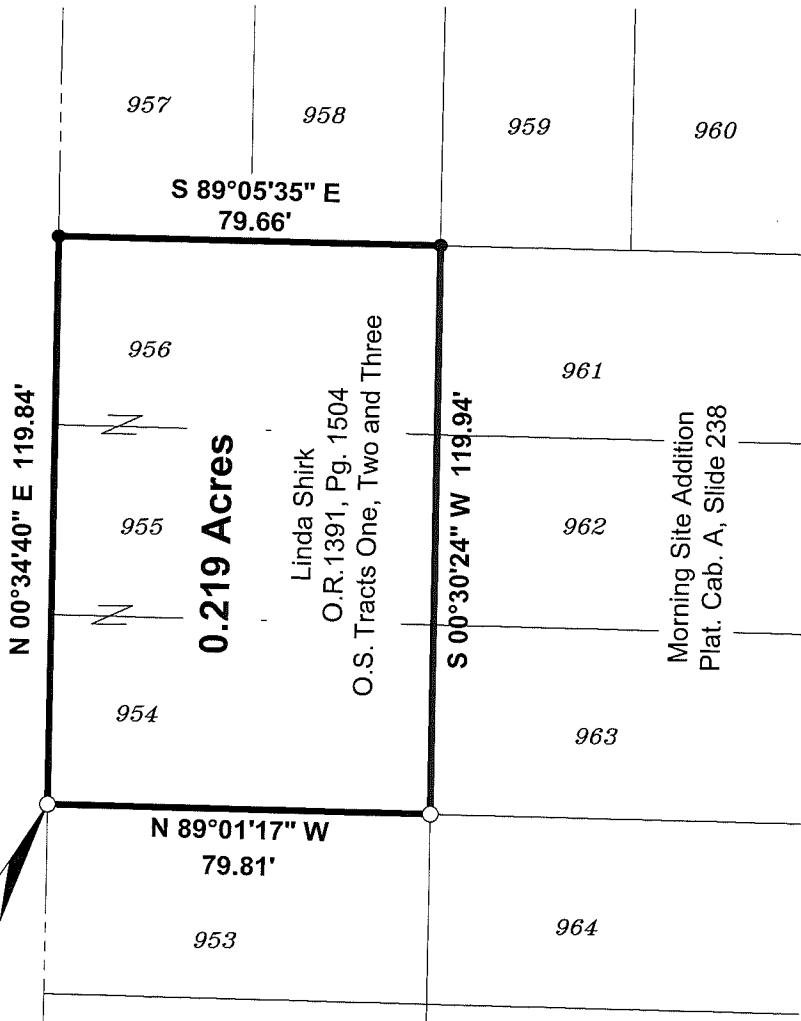 957
958
959
960
S 89°05'35" E
79.66'
956
961
N 00°34'40" E 119.84'
0.219 Acres
Linda Shirk
O.R.1391, Pg. 1504
O.S. Tracts One, Two and Three
S 00°30'24" W 119.94'
Morning Site Addition
Plat. Cab. A, Slide 238
955
962
954
963
N 89°01'17" W
79.81'
953
964